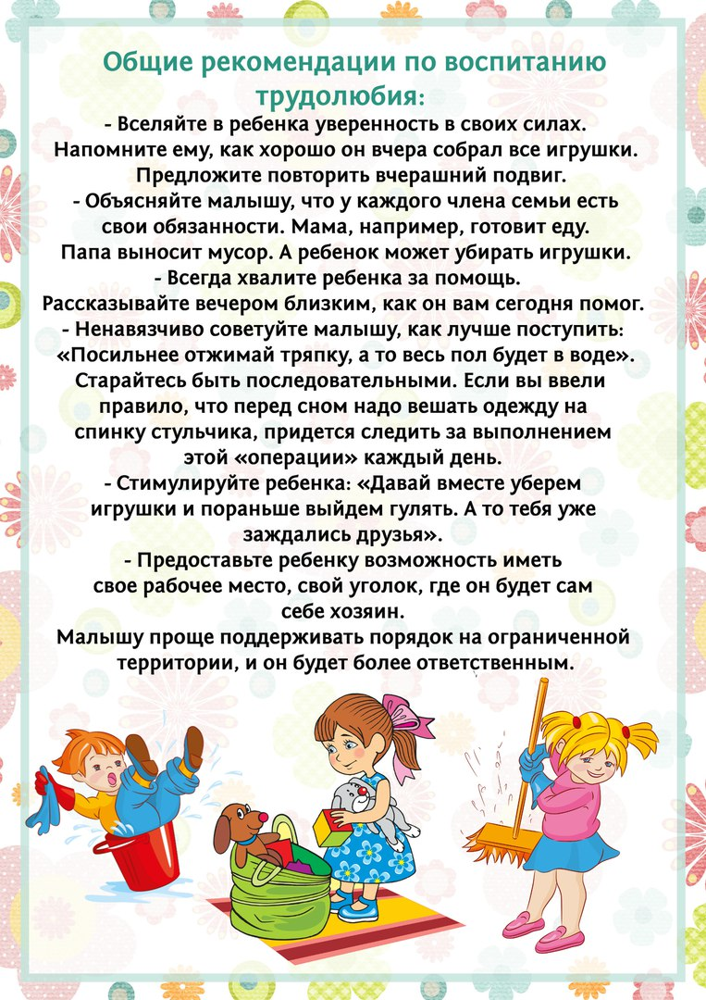 Общие рекомендации по воспитанию
трудолюбия:
- Вселяйте в ребенка уверенность в своих силах.
Напомните ему, как хорошо он вчера собрал все игрушки.
Предложите повторить вчерашний подвиг.
- Объясняйте малышу, что у каждого члена семьи есть
свои обязанности. Мама, например, готовит еду.
Папа выносит мусор. А ребенок может убирать игрушки.
- Всегда хвалите ребенка за помощь.
Рассказывайте вечером близким, как он вам сегодня помог.
- Ненавязчиво советуйте малышу, как лучше поступить:
«Посильнее отжимай тряпку, а то весь пол будет в воде».
Старайтесь быть последовательными. Если вы ввели
правило, что перед сном надо вешать одежду на
спинку стульчика, придется следить за выполнением
этой «операции» каждый день.
- Стимулируйте ребенка: «Давай вместе уберем
игрушки и пораньше выйдем гулять. А то тебя уже
заждались друзья».
- Предоставьте ребенку возможность иметь
свое рабочее место, свой уголок, где он будет сам
себе хозяин.
Малышу проще поддерживать порядок на ограниченной
территории, и он будет более ответственным.